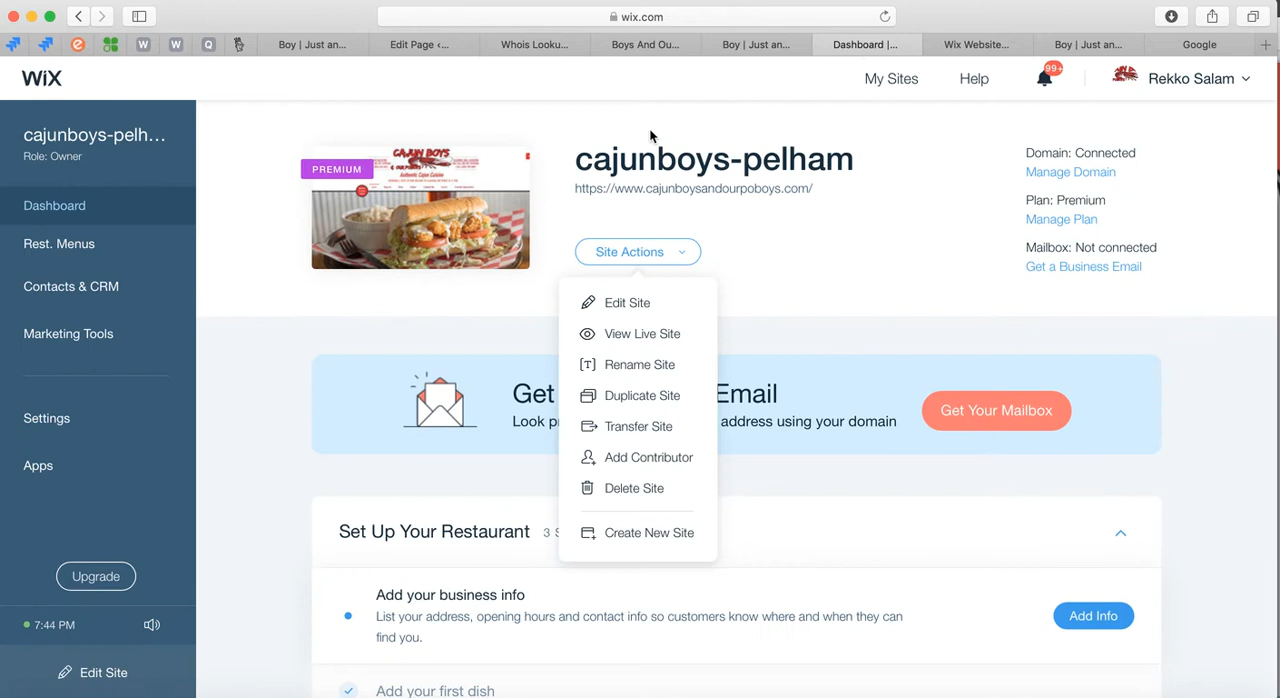 wix.com
W
W
Q
Boy | Just an...
Edit Page ‹...
Whois Looku...
Boys And Ou...
Boy | Just an...
Dashboard |...
Wix Website...
Boy | Just an...
Google
WiX
My Sites
Help
99+
Rekko Salam
cajunboys-pelh...
Role: Owner
Dashboard
Rest. Menus
Contacts & CRM
Marketing Tools
Settings
Apps
Upgrade
7:44 PM
Edit Site
PREMIUM
CAJUN BOYS
Authentic Cajun Cuisine
cajunboys-pelham
https://www.cajunboysandourpoboys.com/
Site Actions
Domain: Connected
Manage Domain
Plan: Premium
Manage Plan
Mailbox: Not connected
Get a Business Email
Edit Site
View Live Site
Rename Site
Duplicate Site
Transfer Site
Add Contributor
Delete Site
Create New Site
Get Email
Look address using your domain
Get Your Mailbox
Set Up Your Restaurant 3
Add your business info
List your address, opening hours and contact info so customers know where and when they can
find you.
Add Info
Add your first dish